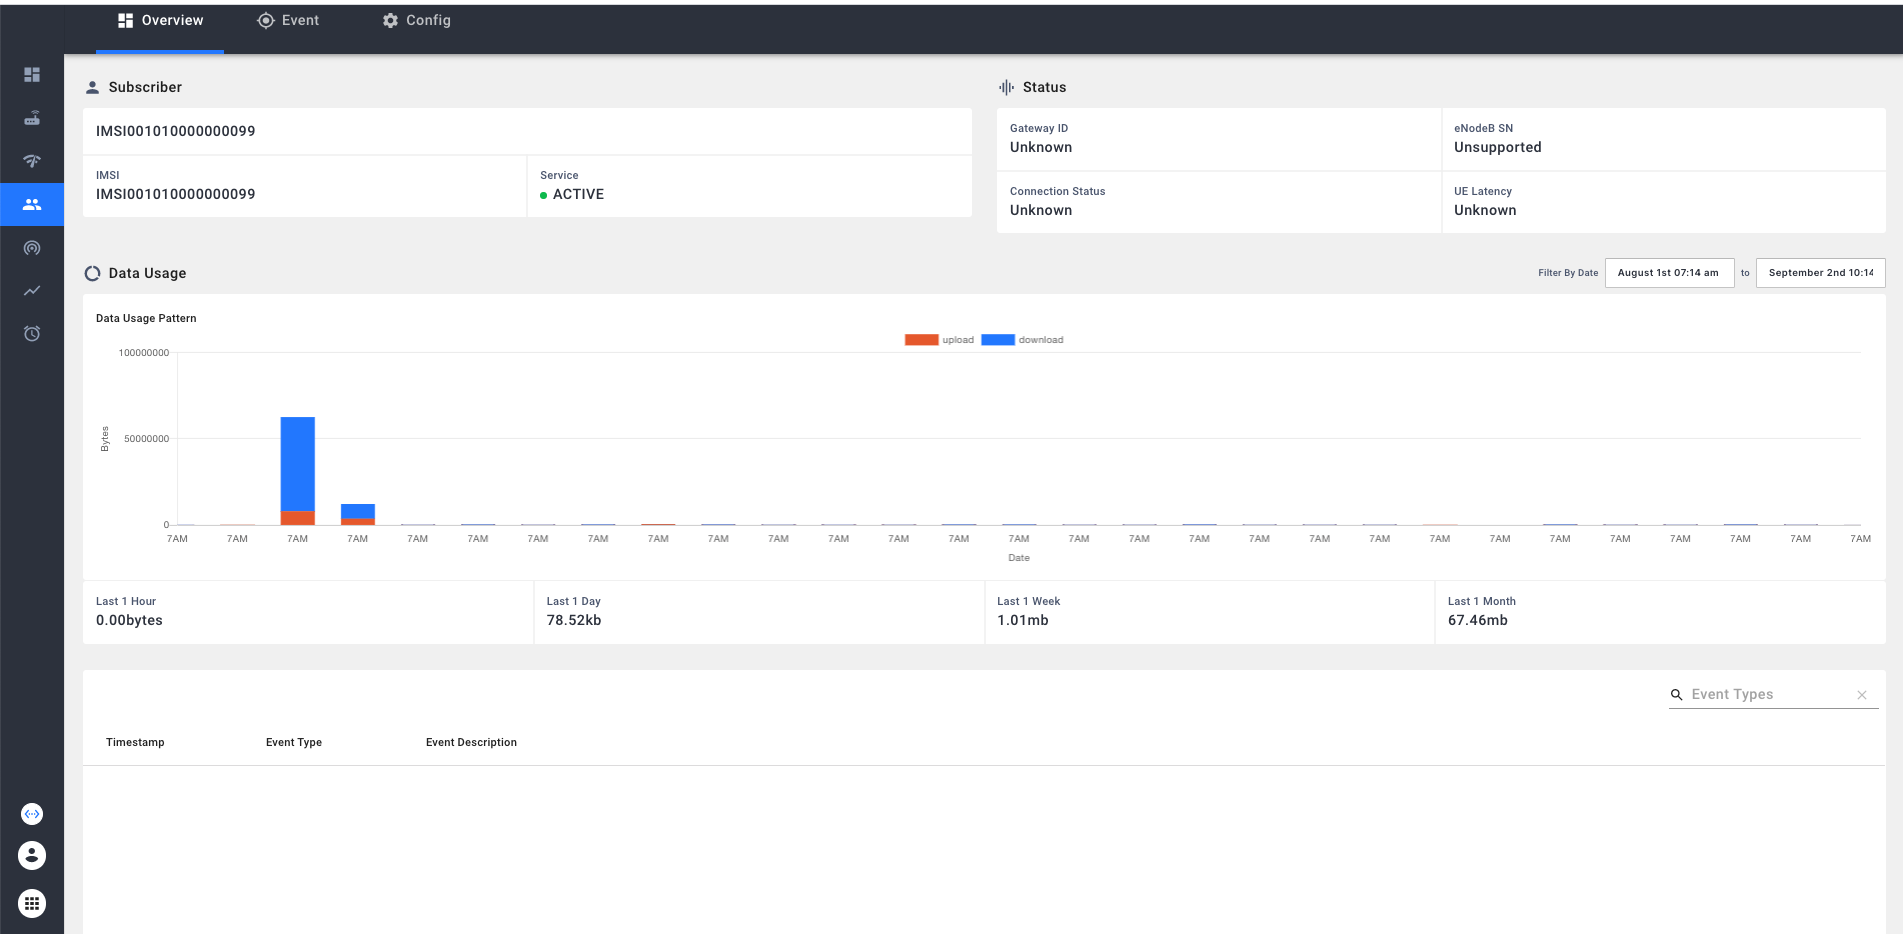 Overview
Event
Config
Subscriber
IMSI001010000000099
IMSI
IMSI001010000000099
Service
ACTIVE
Status
Gateway ID
Unknown
eNodeB SN
Unsupported
Connection Status
Unknown
UE Latency
Unknown
Data Usage
Filter By Date
August 1st 07:14 am
to
September 2nd 10:14
Data Usage Pattern
upload
download
100000000
50000000
0
Bytes
7AM 7AM 7AM 7AM 7AM 7AM 7AM 7AM 7AM 7AM 7AM 7AM 7AM 7AM 7AM 7AM 7AM 7AM 7AM 7AM 7AM 7AM 7AM 7AM 7AM 7AM 7AM 7AM 7AM
Date
Last 1 Hour
0.00bytes
Last 1 Day
78.52kb
Last 1 Week
1.01mb
Last 1 Month
67.46mb
Event Types
Timestamp
Event Type
Event Description